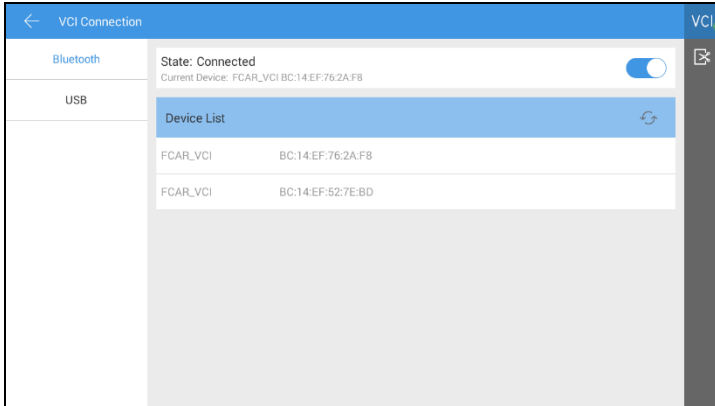 VCI Connection
VCI
Bluetooth
USB
State: Connected
Current Device: FCAR_VCI BC:14:EF:76:2A:F8
Device List
FCAR_VCI BC:14:EF:76:2A:F8
FCAR_VCI BC:14:EF:52:7E:BD